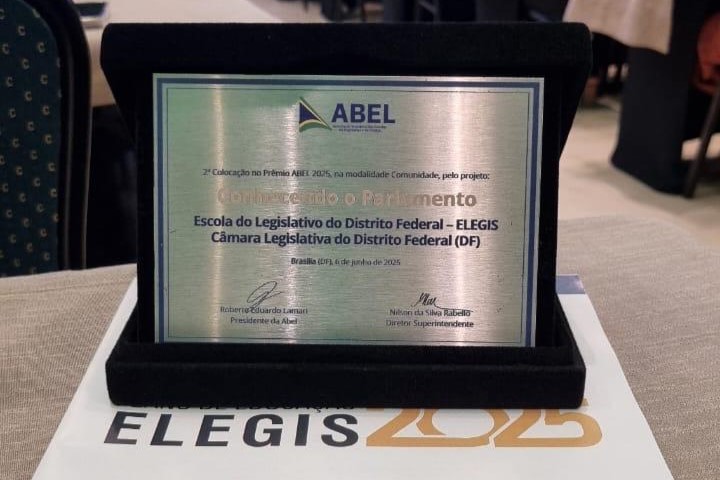 ABEL
2ª Colocação no Prêmio ABEL 2025, na modalidade Comunidade, pelo projeto:
Conhecendo o Parlamento
Escola do Legislativo do Distrito Federal – ELEGIS
Câmara Legislativa do Distrito Federal (DF)
Brasília (DF), 6 de junho de 2025
Roberto Eduardo Lamari
Presidente da Abel
Nilson da Silva Rabello
Diretor Superintendente
ELEGIS 2025